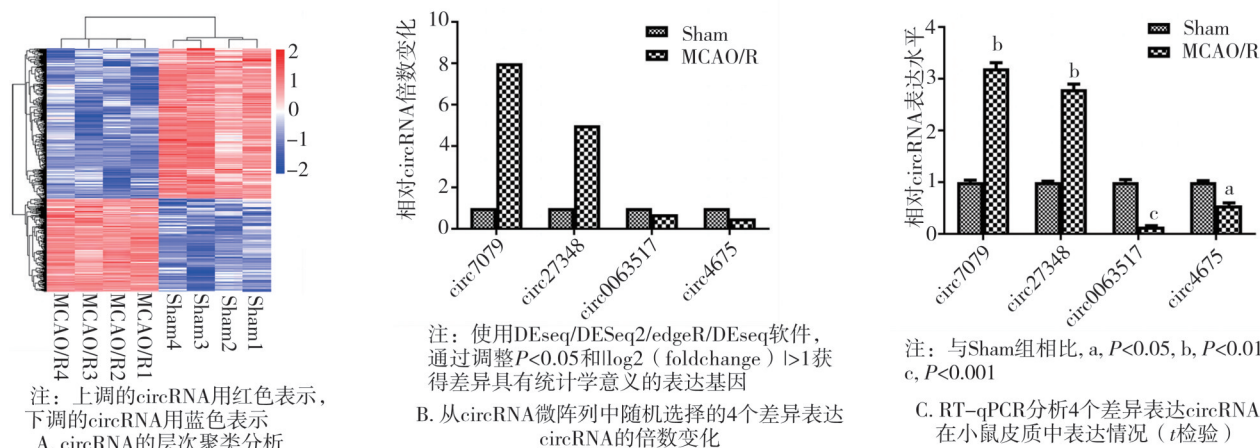 2
1
0
−1
−2
MCAO/R4
MCAO/R3
MCAO/R2
MCAO/R1
Sham4
Sham3
Sham2
Sham1
注：上调的circRNA用红色表示，
下调的circRNA用蓝色表示
A. circRNA的层次聚类分析
相对circRNA倍数变化
10
8
6
4
2
0
Sham
MCAO/R
circ7079
circ27348
circ0063517
circ4675
注：使用DEseq/DESeq2/edgeR/DEseq软件，
通过调整P<0.05和||log2（foldchange）|>1获
得差异具有统计学意义的表达基因
B. 从circRNA微阵列中随机选择的4个差异表达
circRNA的倍数变化
相对circRNA表达水平
4
3
2
1
0
Sham
MCAO/R
b
b
c
a
circ7079
circ27348
circ0063517
circ4675
注：与Sham组相比, a, P<0.05, b, P<0.01
c, P<0.001
C. RT-qPCR分析4个差异表达circRNA
在小鼠皮质中表达情况（t检验）